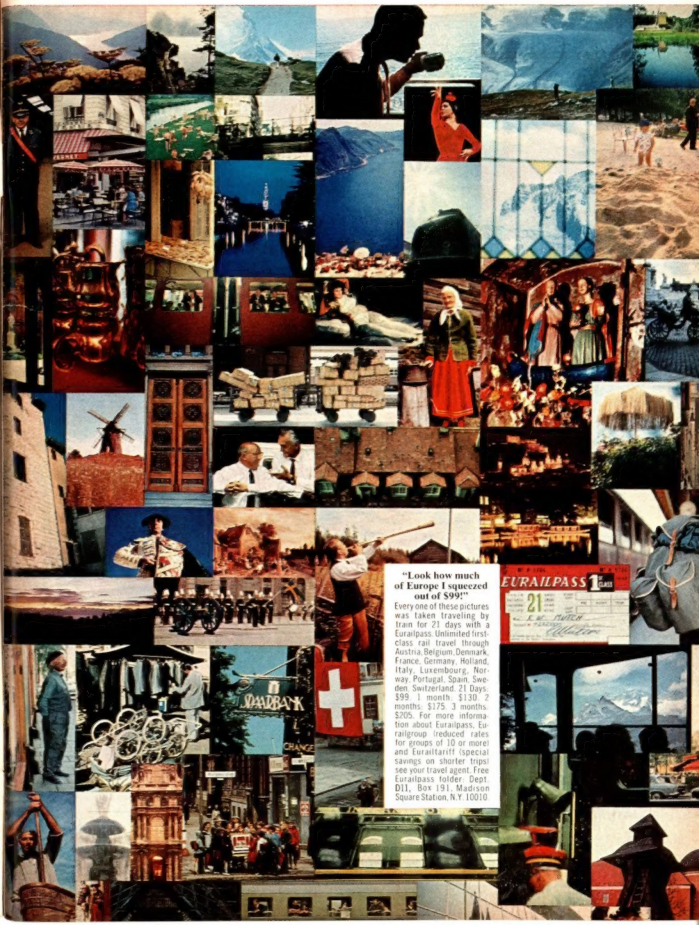 "Look how much
of Europe I squeezed
out of $99!"
Every one of these pictures
was taken traveling by
train for 21 days with a
Eurailpass. Unlimited first-
class rail travel through
Austria, Belgium, Denmark,
France, Germany, Holland,
Italy, Luxembourg, Nor-
way, Portugal, Spain, Swe-
den, Switzerland. 21 Days:
$99. 1 month: $130. 2
months: $175. 3 months:
$205. For more informa-
tion about Eurailpass, Eu-
railgroup (reduced rates
for groups of 10 or more)
and Eurailtariff (special
savings on shorter trips)
see your travel agent. Free
Eurailpass folder: Dept.
D11, Box 191, Madison
Square Station, N.Y. 10010.
EURAILPASS 1st
CLASS
21
SPAARBANK
CHANGE